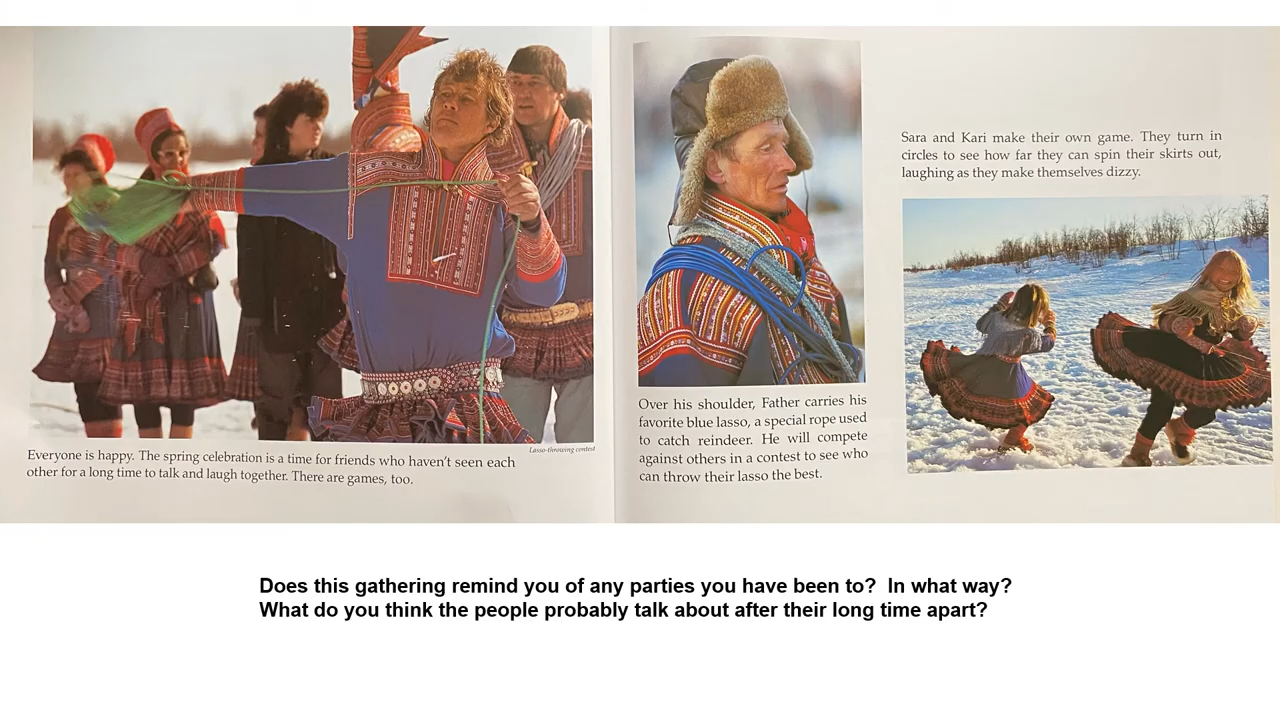 Everyone is happy. The spring celebration is a time for friends who haven't seen each
other for a long time to talk and laugh together. There are games, too.
Lasso-throwing contest
Over his shoulder, Father carries his
favorite blue lasso, a special rope used
to catch reindeer. He will compete
against others in a contest to see who
can throw their lasso the best.
Sara and Kari make their own game. They turn in
circles to see how far they can spin their skirts out,
laughing as they make themselves dizzy.
Does this gathering remind you of any parties you have been to?  In what way?
What do you think the people probably talk about after their long time apart?